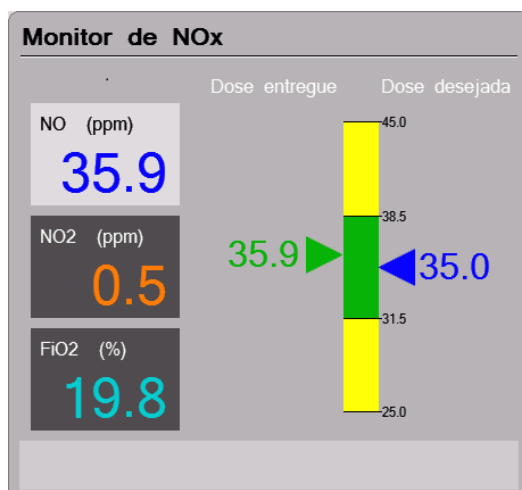 Monitor de NOx
Dose entregue Dose desejada
NO (ppm)
35.9
NO2 (ppm)
0.5
FiO2 (%)
19.8
45.0
38.5
35.9
35.0
31.5
25.0